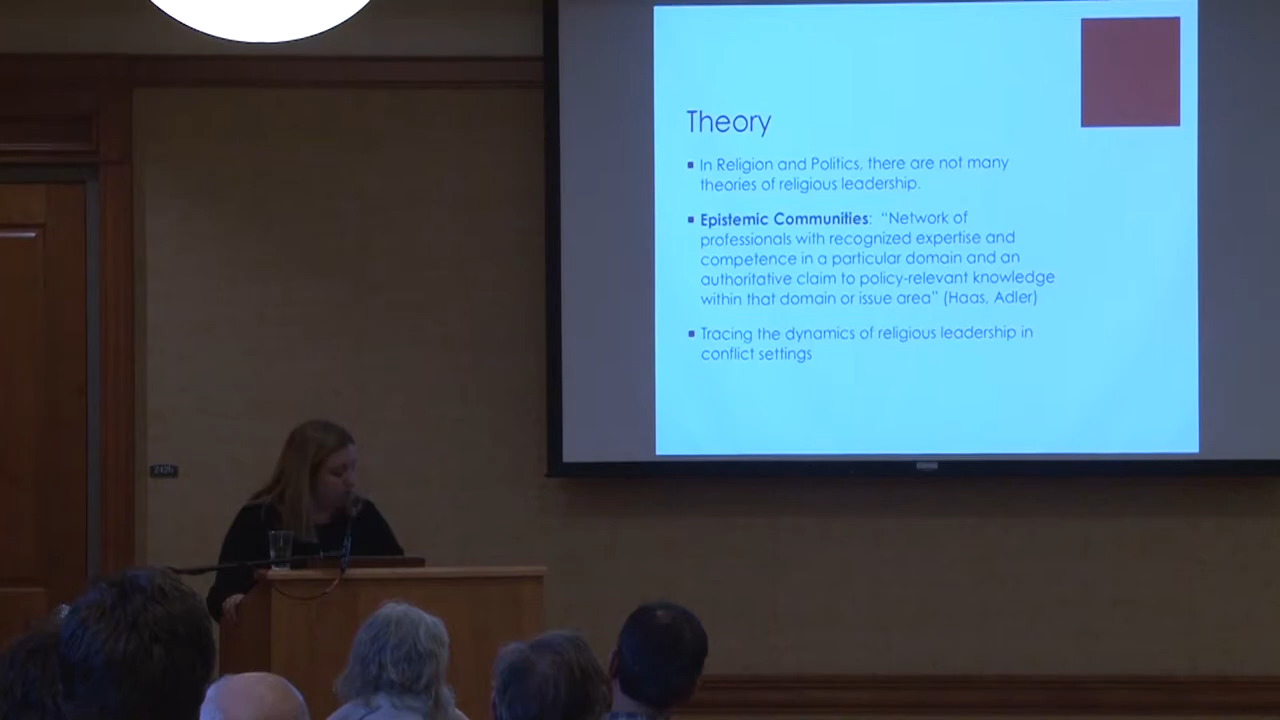 Theory
▪ In Religion and Politics, there are not many
theories of religious leadership.
▪ Epistemic Communities: “Network of
professionals with recognized expertise and
competence in a particular domain and an
authoritative claim to policy-relevant knowledge
within that domain or issue area” (Haas, Adler)
▪ Tracing the dynamics of religious leadership in
conflict settings